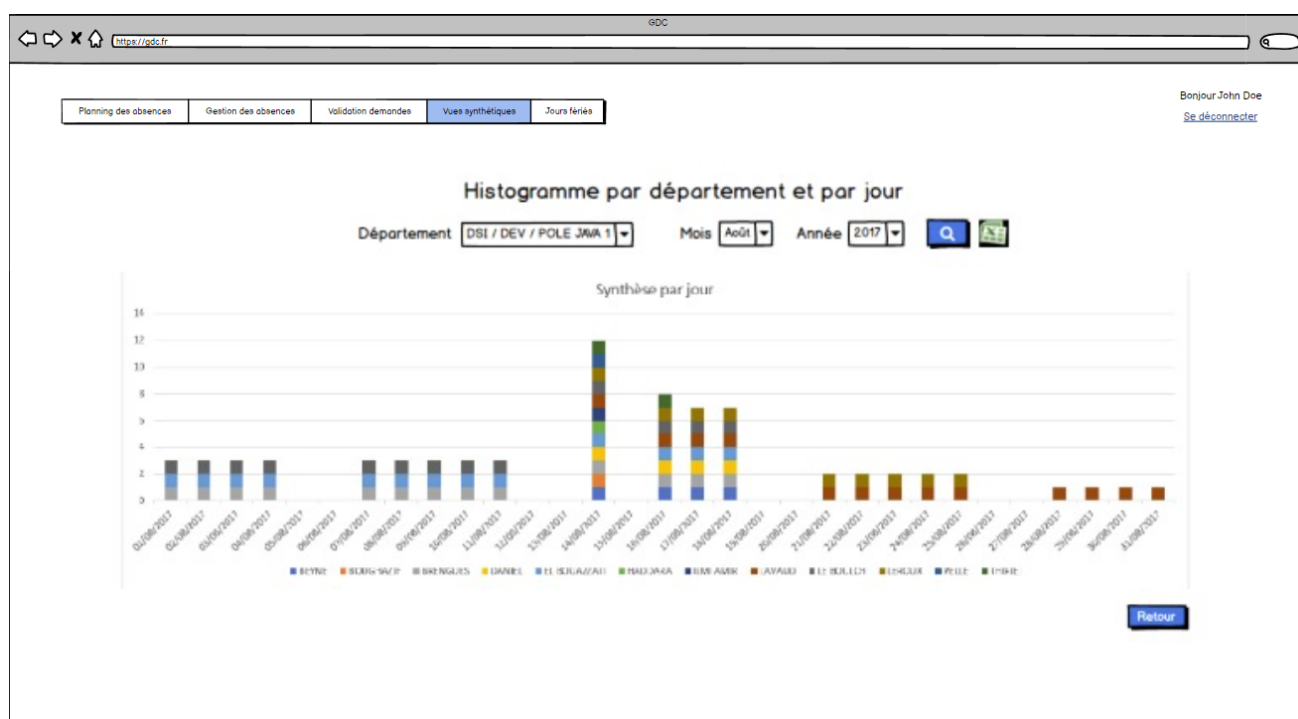 GDC
https://gdc.fr
Bonjour John Doe
Planning des absences Gestion des absences Validation demandes Vues synthétiques Jours fériés
Se déconnecter
Histogramme par département et par jour
Département DSI / DEV / POLE JAVA 1 Mois Août Année 2017
Synthèse par jour
14
12
10
8
6
4
2
0
01/08/2017 02/08/2017 03/08/2017 04/08/2017 05/08/2017 06/08/2017 07/08/2017 08/08/2017 09/08/2017 10/08/2017 11/08/2017 12/08/2017 13/08/2017 14/08/2017 15/08/2017 16/08/2017 17/08/2017 18/08/2017 19/08/2017 20/08/2017 21/08/2017 22/08/2017 23/08/2017 24/08/2017 25/08/2017 26/08/2017 27/08/2017 28/08/2017 29/08/2017 30/08/2017 31/08/2017
BEYNE BRENGUES DANIEL HADDARA LAVAUD LEROUX
Retour